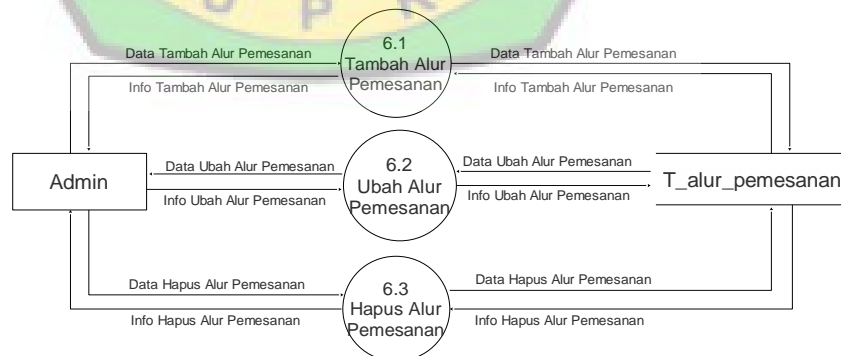 U P K
6.1
Tambah Alur
Pemesanan
Data Tambah Alur Pemesanan
Data Tambah Alur Pemesanan
Info Tambah Alur Pemesanan
Info Tambah Alur Pemesanan
Admin
Data Ubah Alur Pemesanan
Info Ubah Alur Pemesanan
6.2
Ubah Alur
Pemesanan
Data Ubah Alur Pemesanan
Info Ubah Alur Pemesanan
T_alur_pemesanan
Data Hapus Alur Pemesanan
Info Hapus Alur Pemesanan
6.3
Hapus Alur
Pemesanan
Data Hapus Alur Pemesanan
Info Hapus Alur Pemesanan